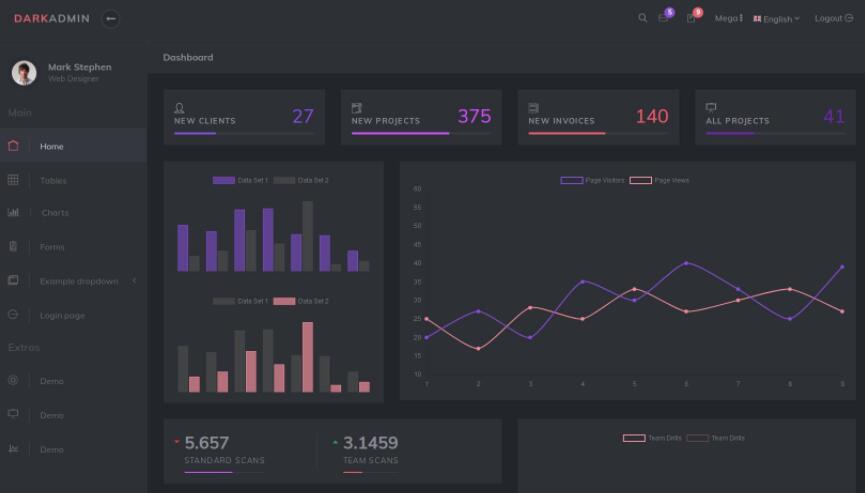 DARKADMIN
5
9
Mega
English
Logout
Mark Stephen
Web Designer
Main
Home
Tables
Charts
Forms
Example dropdown
Login page
Extras
Demo
Demo
Demo
Dashboard
NEW CLIENTS
27
NEW PROJECTS
375
NEW INVOICES
140
ALL PROJECTS
41
Data Set 1 Data Set 2
Data Set 1 Data Set 2
Page Visitors Page Views
60
55
50
45
40
35
30
25
20
15
10
1 2 3 4 5 6 7 8 9
5.657
STANDARD SCANS
3.1459
TEAM SCANS
Team Drills Team Drills